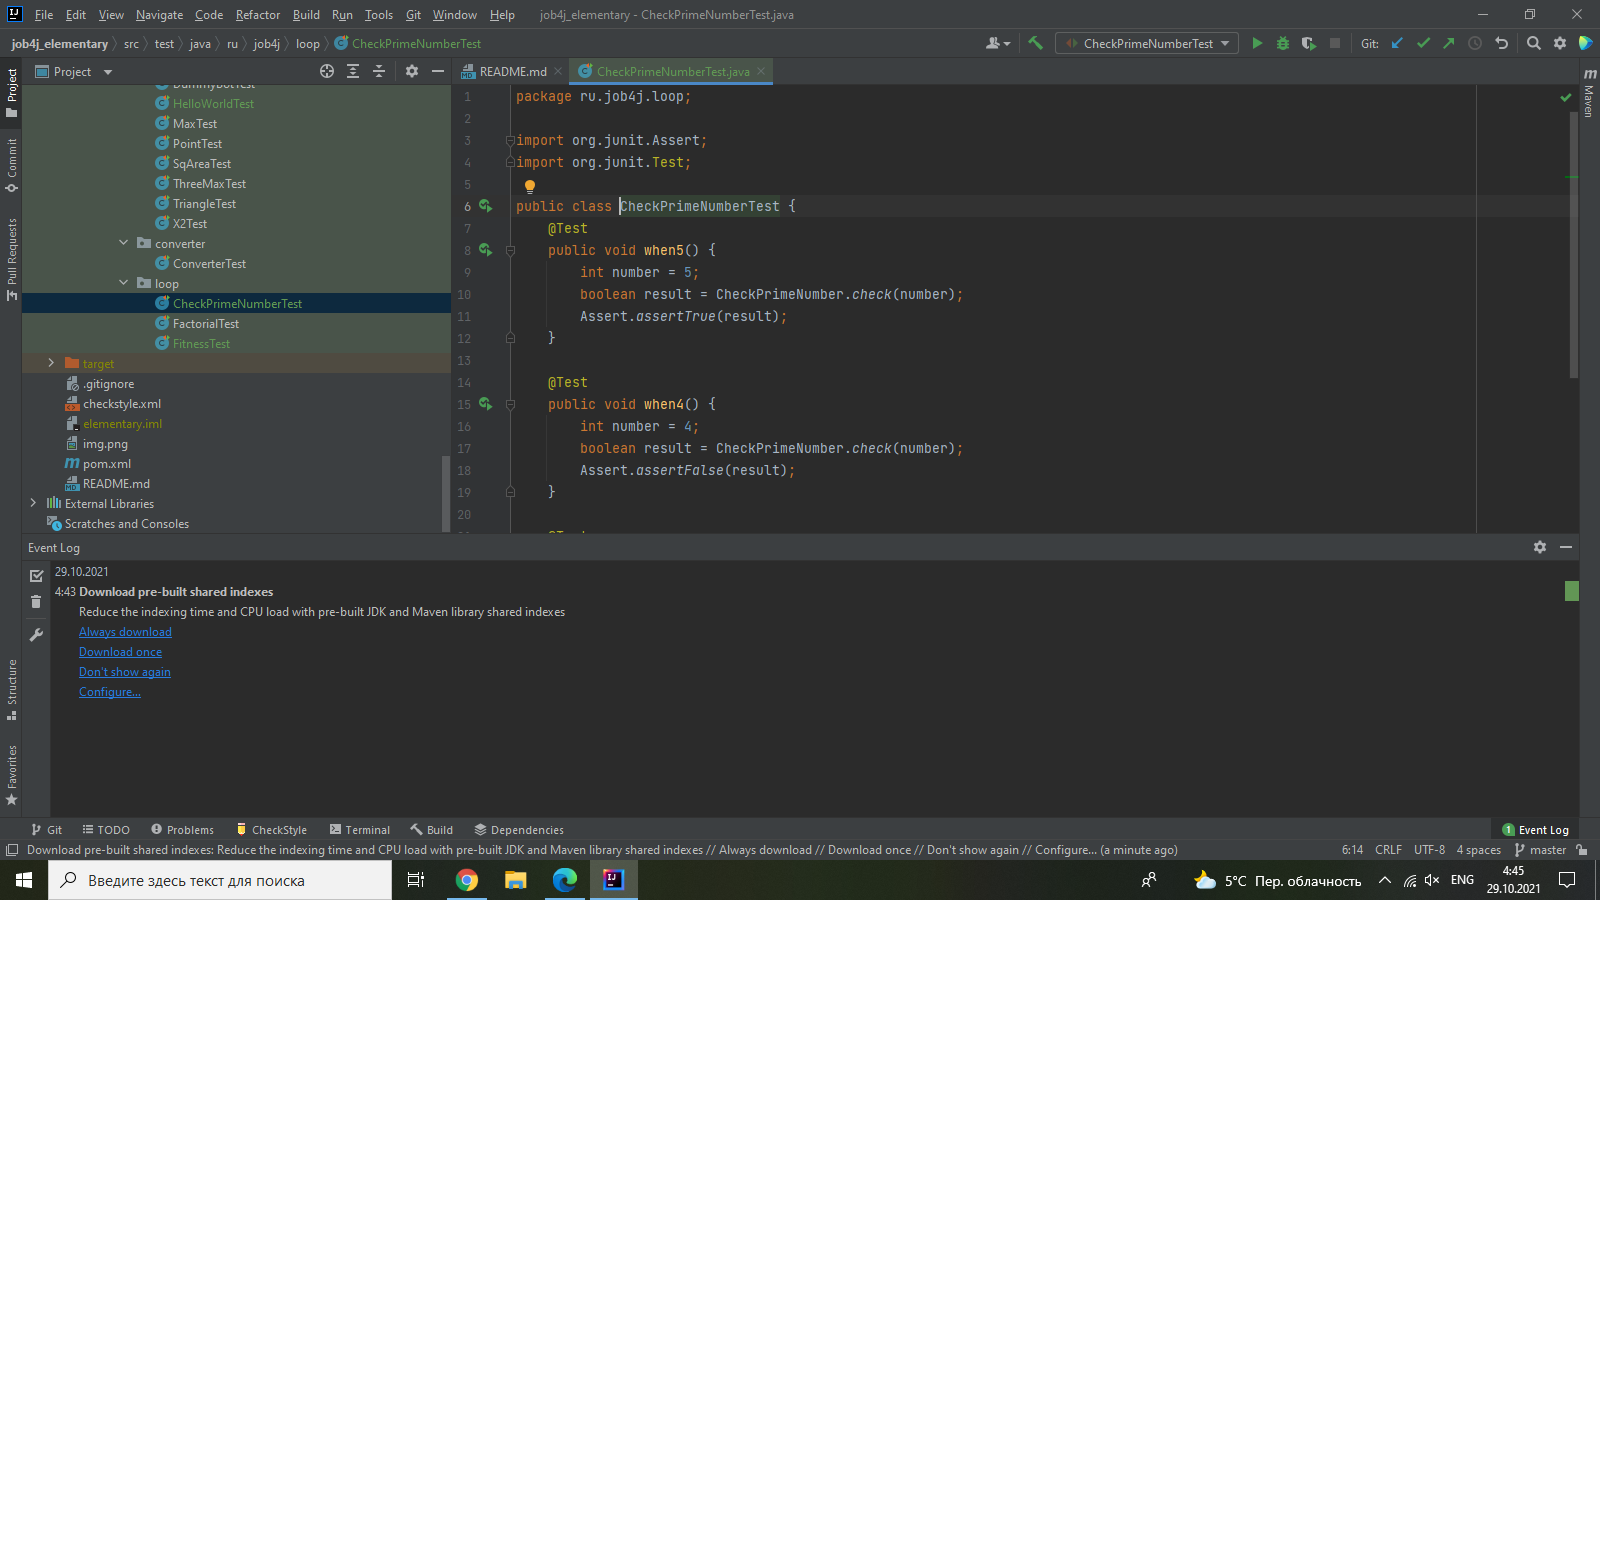 File Edit View Navigate Code Refactor Build Run Tools Git Window Help job4j_elementary - CheckPrimeNumberTest.java
job4j_elementary src test java ru job4j loop CheckPrimeNumberTest CheckPrimeNumberTest Git:
Project
README.md CheckPrimeNumberTest.java
Project
Commit
Pull Requests
Structure
Favorites
Maven
DummyBotTest
HelloWorldTest
MaxTest
PointTest
SqAreaTest
ThreeMaxTest
TriangleTest
X2Test
converter
ConverterTest
loop
CheckPrimeNumberTest
FactorialTest
FitnessTest
target
.gitignore
checkstyle.xml
elementary.iml
img.png
pom.xml
README.md
External Libraries
Scratches and Consoles
1 package ru.job4j.loop;
2
3 import org.junit.Assert;
4 import org.junit.Test;
5
6 public class CheckPrimeNumberTest {
7 @Test
8 public void when5() {
9 int number = 5;
10 boolean result = CheckPrimeNumber.check(number);
11 Assert.assertTrue(result);
12 }
13
14 @Test
15 public void when4() {
16 int number = 4;
17 boolean result = CheckPrimeNumber.check(number);
18 Assert.assertFalse(result);
19 }
20
Event Log
29.10.2021
4:43 Download pre-built shared indexes
Reduce the indexing time and CPU load with pre-built JDK and Maven library shared indexes
Always download
Download once
Don't show again
Configure...
Git TODO Problems CheckStyle Terminal Build Dependencies 1 Event Log
Download pre-built shared indexes: Reduce the indexing time and CPU load with pre-built JDK and Maven library shared indexes // Always download // Download once // Don't show again // Configure... (a minute ago) 6:14 CRLF UTF-8 4 spaces master
Введите здесь текст для поиска 5°C Пер. облачность ENG 4:45
29.10.2021